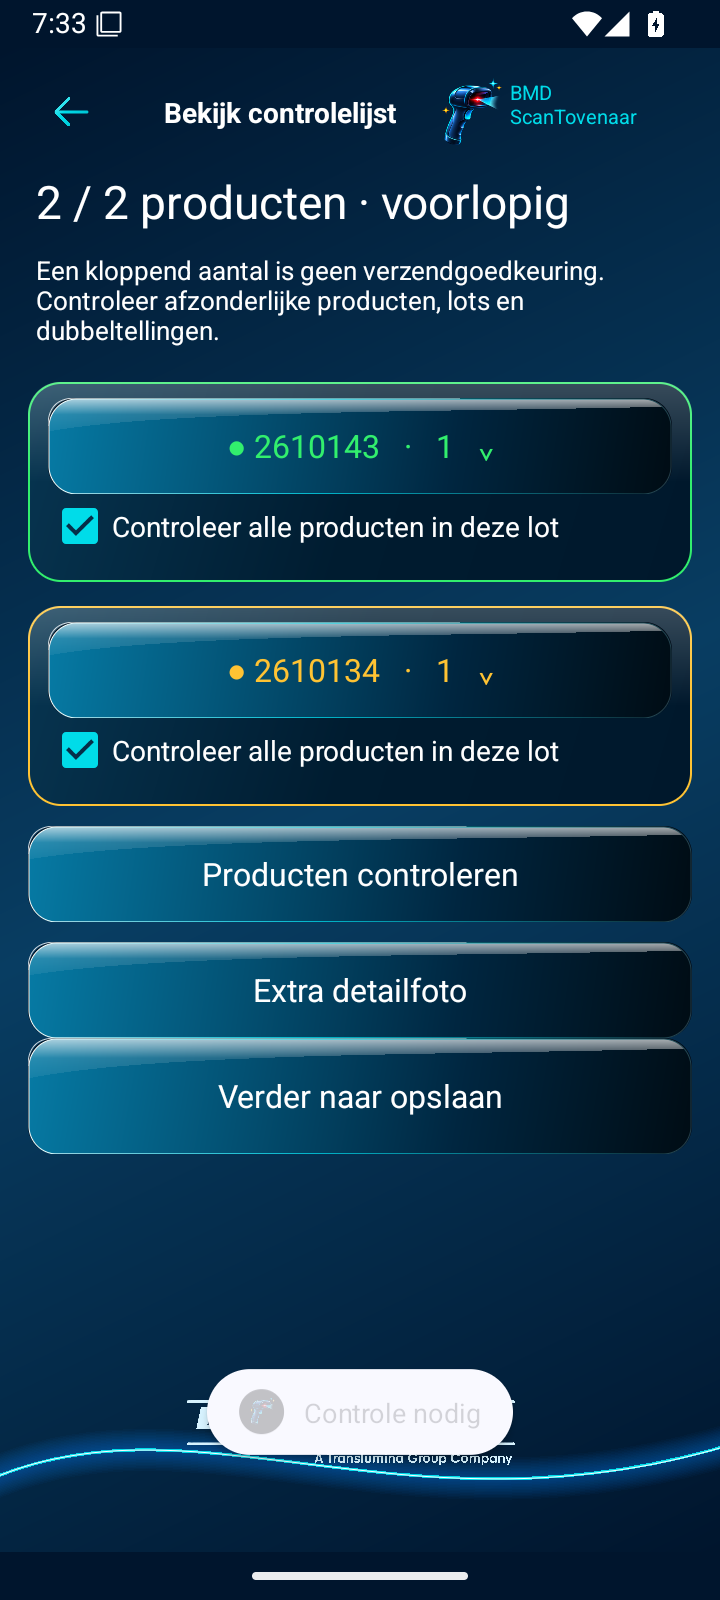 7:33
Bekijk controlelijst
BMD
ScanTovenaar
2 / 2 producten · voorlopig
Een kloppend aantal is geen verzendgoedkeuring.
Controleer afzonderlijke producten, lots en
dubbeltellingen.
2610143 · 1
Controleer alle producten in deze lot
2610134 · 1
Controleer alle producten in deze lot
Producten controleren
Extra detailfoto
Verder naar opslaan
Controle nodig
A Translumina Group Company